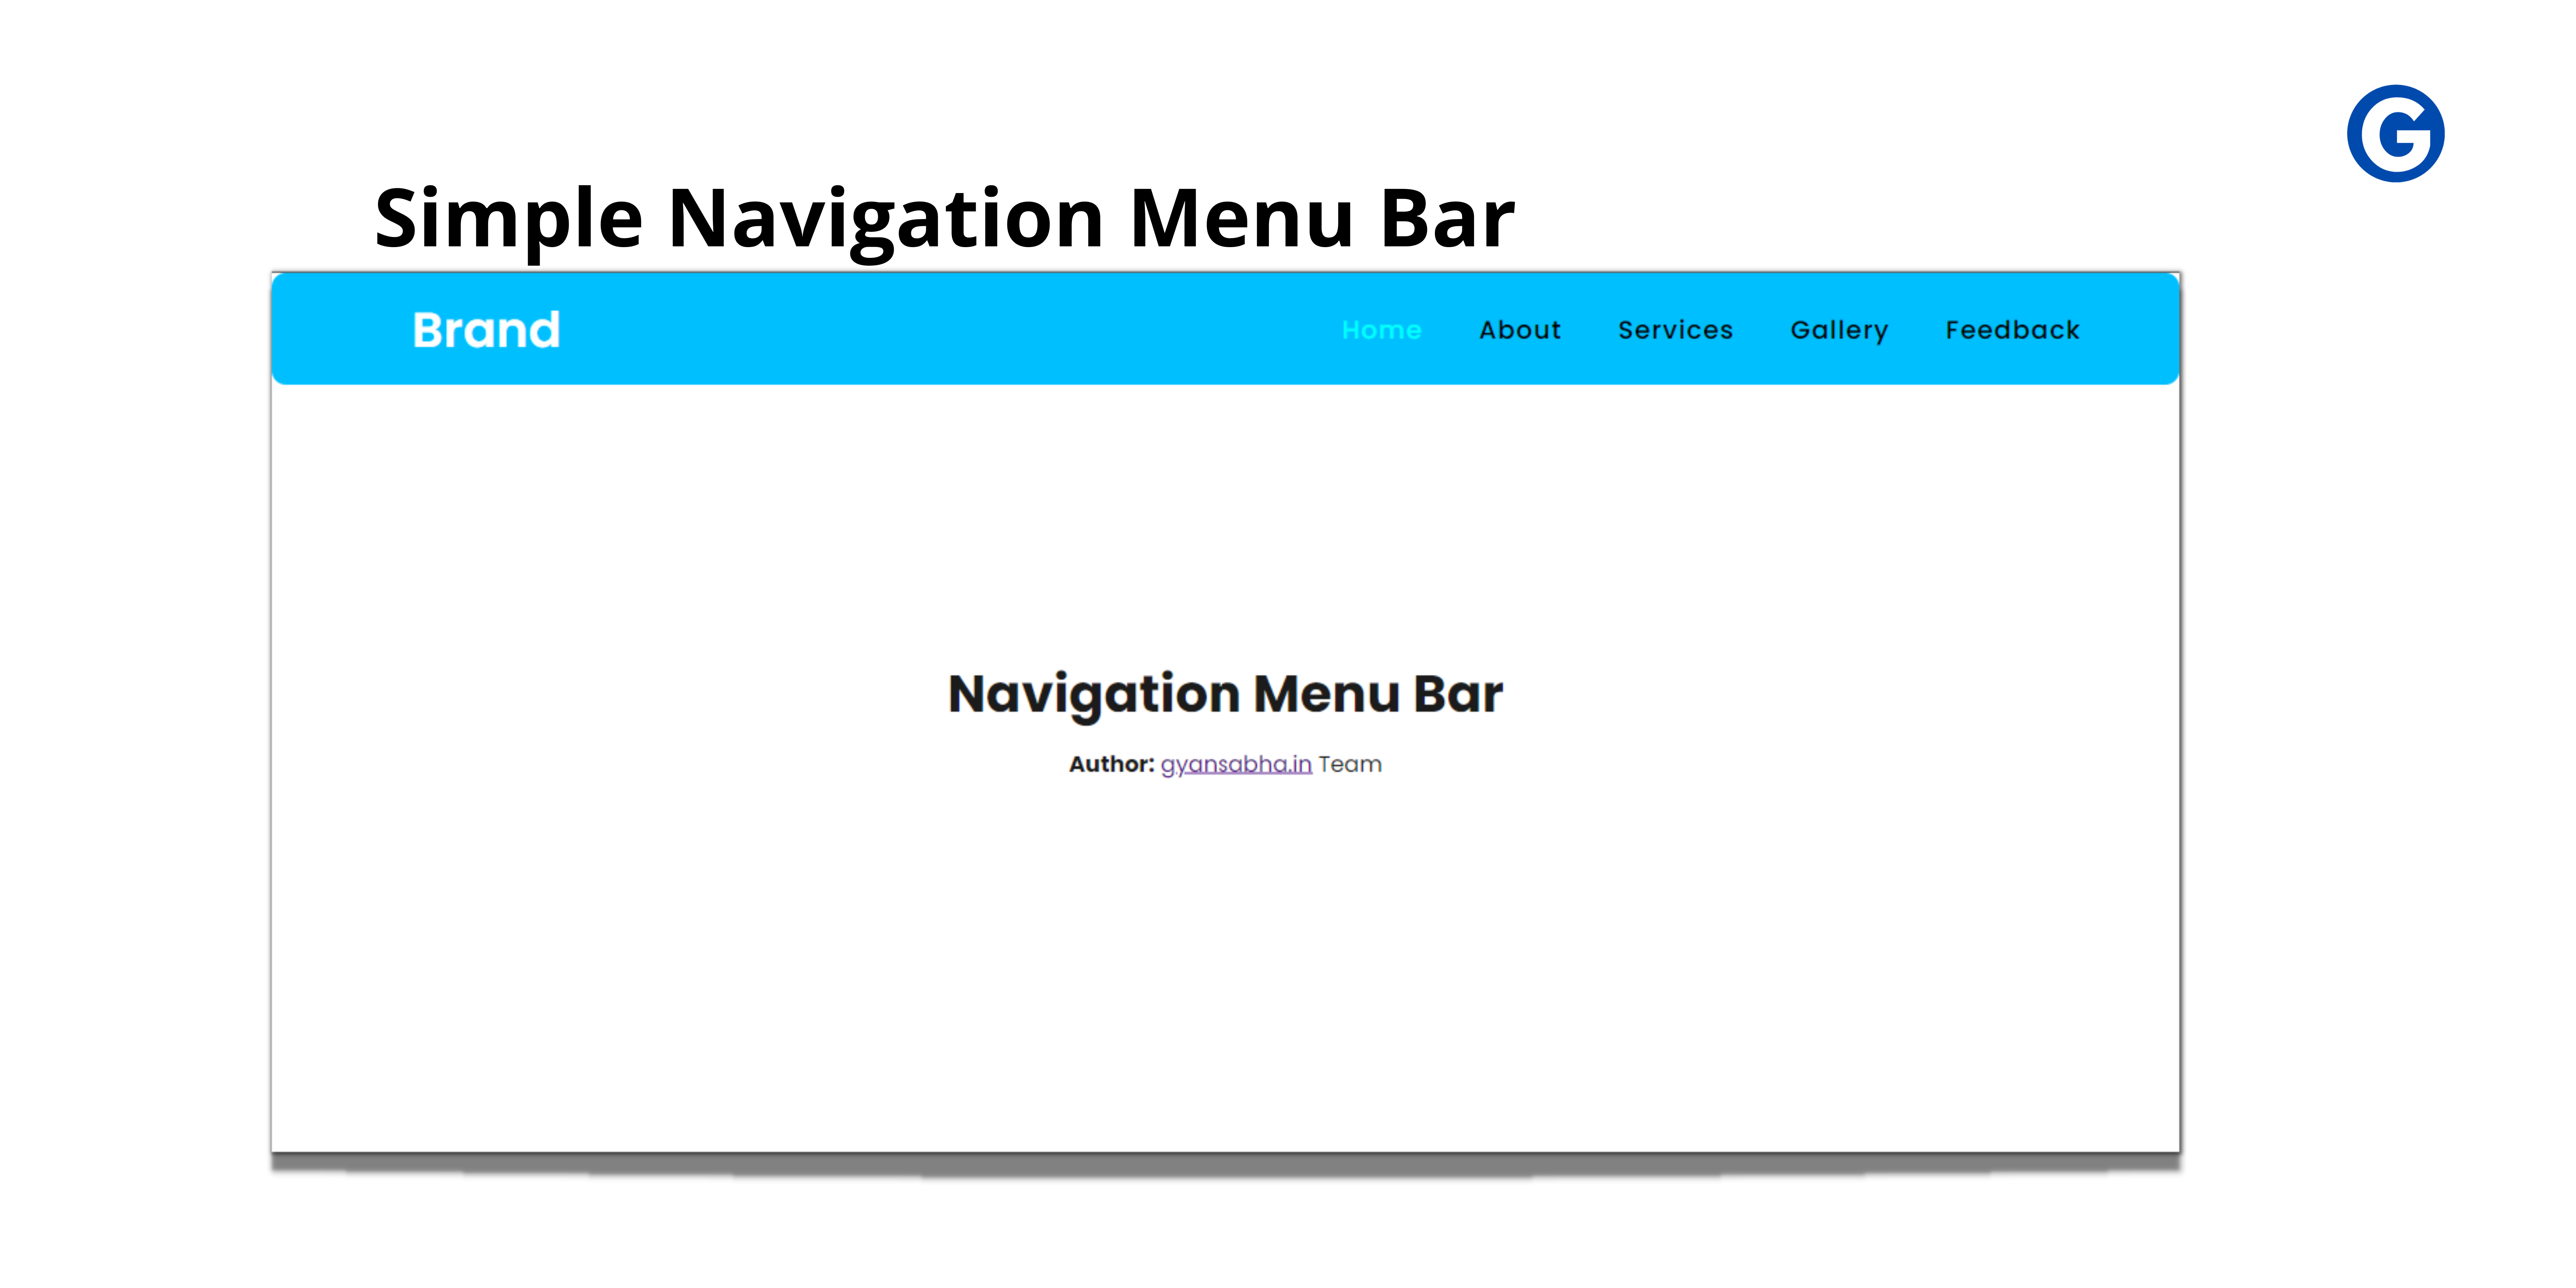 G
Simple Navigation Menu Bar
Brand Home About Services Gallery Feedback
Navigation Menu Bar
Author: gyansabha.in Team